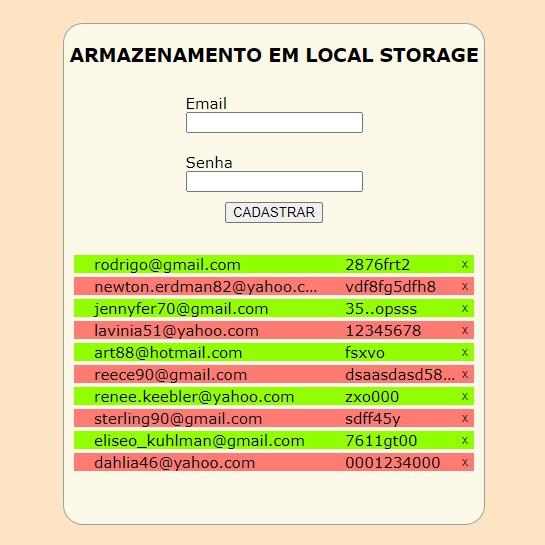 ARMAZENAMENTO EM LOCAL STORAGE
Email
Senha
CADASTRAR
rodrigo@gmail.com 2876frt2 x
newton.erdman82@yahoo.c... vdf8fg5dfh8 x
jennyfer70@gmail.com 35..opsss x
lavinia51@yahoo.com 12345678 x
art88@hotmail.com fsxvo x
reece90@gmail.com dsaasdasd58... x
renee.keebler@yahoo.com zxo000 x
sterling90@gmail.com sdff45y x
eliseo_kuhlman@gmail.com 7611gt00 x
dahlia46@yahoo.com 0001234000 x